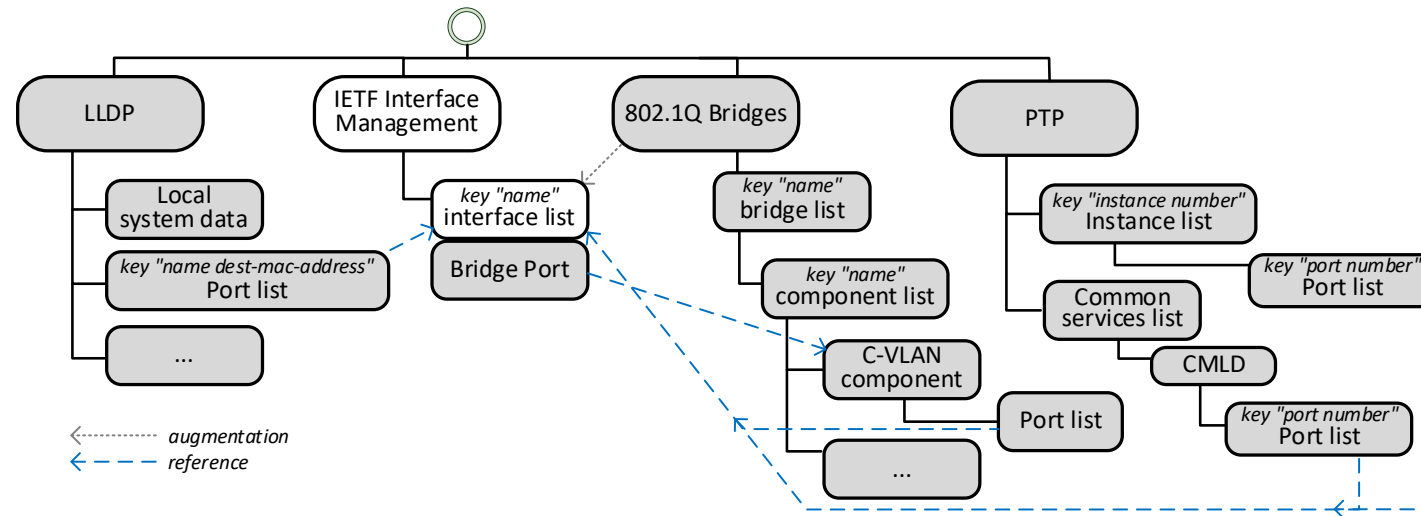 LLDP
IETF Interface
Management
802.1Q Bridges
PTP
Local
system data
key "name dest-mac-address"
Port list
...
key "name"
interface list
Bridge Port
key "name"
bridge list
key "name"
component list
C-VLAN
component
Port list
...
key "instance number"
Instance list
key "port number"
Port list
Common
services list
CMLD
key "port number"
Port list
augmentation
reference